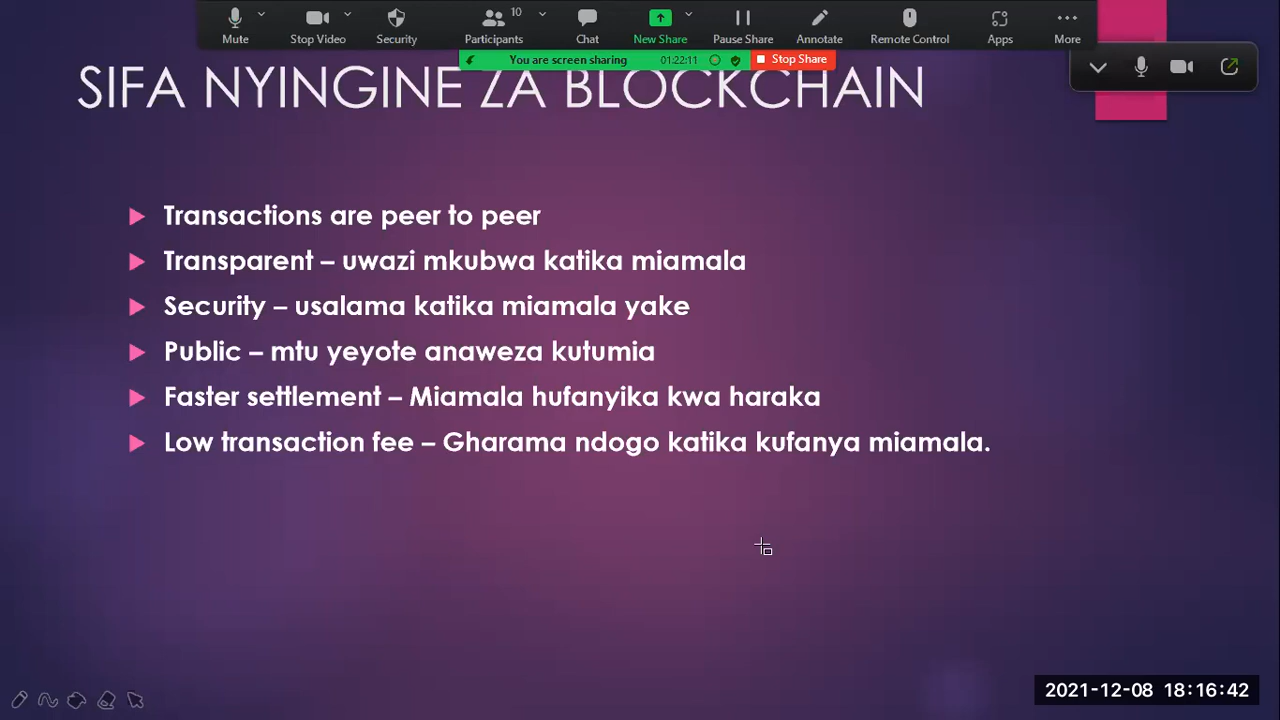 10
Mute
Stop Video
Security
Participants
Chat
New Share
Pause Share
Annotate
Remote Control
Apps
More
You are screen sharing
01:22:11
Stop Share
SIFA NYINGINE ZA BLOCKCHAIN
Transactions are peer to peer
Transparent – uwazi mkubwa katika miamala
Security – usalama katika miamala yake
Public – mtu yeyote anaweza kutumia
Faster settlement – Miamala hufanyika kwa haraka
Low transaction fee – Gharama ndogo katika kufanya miamala.
2021-12-08 18:16:42